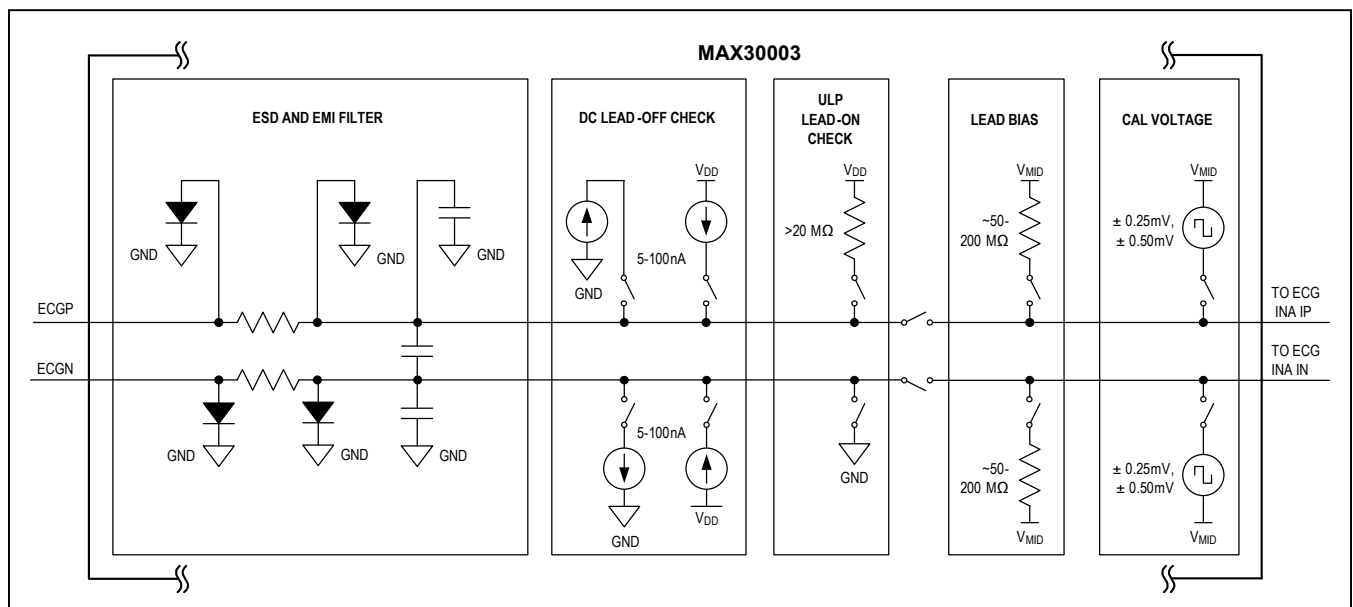 MAX30003
ESD AND EMI FILTER
GND
GND
GND
GND
GND
GND
DC LEAD-OFF CHECK
VDD
5-100nA
GND
5-100nA
GND
VDD
ULP
LEAD-ON
CHECK
VDD
>20 MΩ
GND
LEAD BIAS
VMID
~50-
200 MΩ
~50-
200 MΩ
VMID
CAL VOLTAGE
VMID
± 0.25mV,
± 0.50mV
± 0.25mV,
± 0.50mV
VMID
ECGP
ECGN
TO ECG
INA IP
TO ECG
INA IN